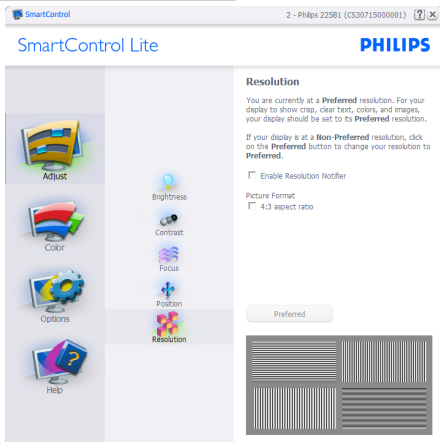 SmartControl
2 - Philips 225B1 (CS30715000001)
SmartControl Lite
PHILIPS
Adjust
Color
Options
Help
Brightness
Contrast
Focus
Position
Resolution
Resolution
You are currently at a Preferred resolution. For your
display to show crisp, clear text, colors, and images,
your display should be set to its Preferred resolution.
If your display is at a Non-Preferred resolution, click
on the Preferred button to change your resolution to
Preferred.
Enable Resolution Notifier
Picture Format
4:3 aspect ratio
Preferred